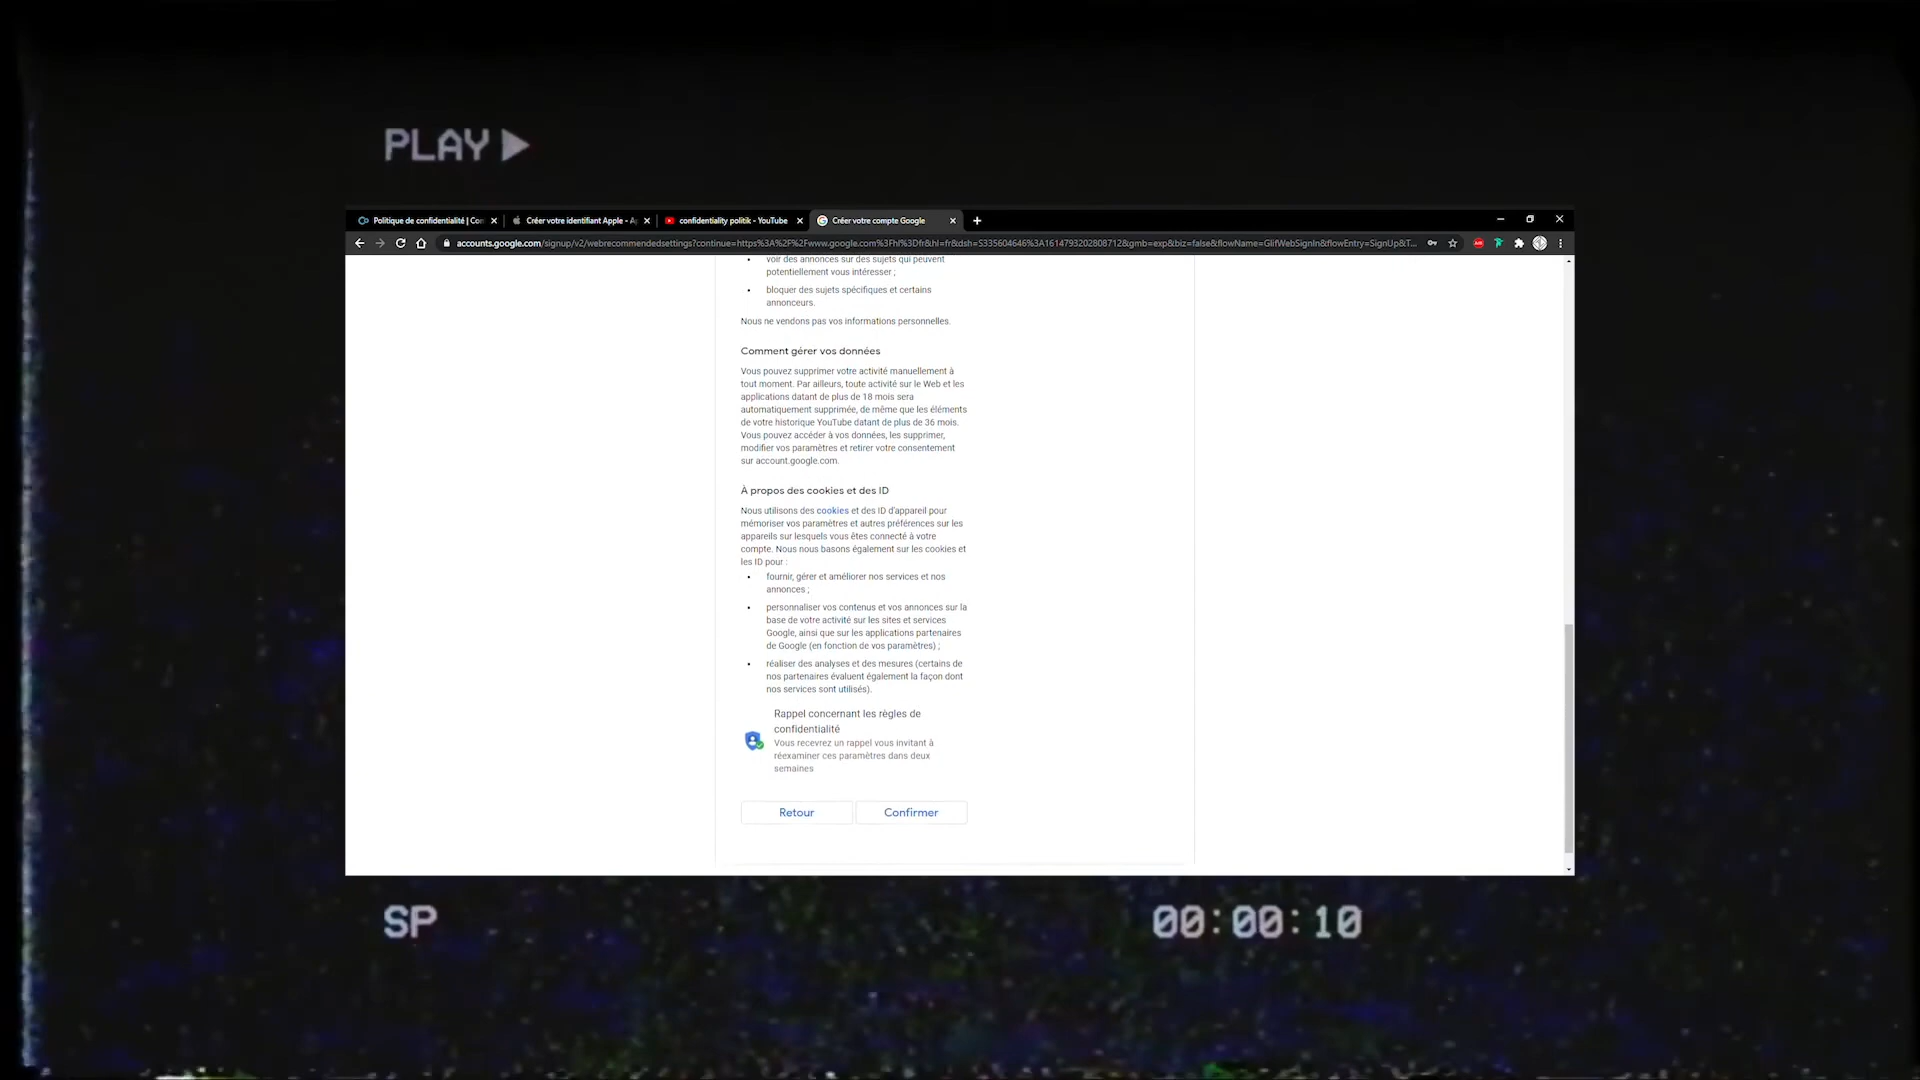 PLAY
Politique de confidentialité | Con
Créer votre identifiant Apple - A
confidentiality politik - YouTube
Créer votre compte Google
accounts.google.com/signup/v2/webrecommendedsettings?continue=https%3A%2F%2Fwww.google.com%3Fhl%3Dfr&hl=fr&dsh=S335604646%3A1614793202808712&gmb=exp&biz=false&flowName=GlifWebSignIn&flowEntry=SignUp&T...
voir des annonces sur des sujets qui peuvent
potentiellement vous intéresser ;
bloquer des sujets spécifiques et certains
annonceurs.
Nous ne vendons pas vos informations personnelles.
Comment gérer vos données
Vous pouvez supprimer votre activité manuellement à
tout moment. Par ailleurs, toute activité sur le Web et les
applications datant de plus de 18 mois sera
automatiquement supprimée, de même que les éléments
de votre historique YouTube datant de plus de 36 mois.
Vous pouvez accéder à vos données, les supprimer,
modifier vos paramètres et retirer votre consentement
sur account.google.com.
À propos des cookies et des ID
Nous utilisons des cookies et des ID d'appareil pour
mémoriser vos paramètres et autres préférences sur les
appareils sur lesquels vous êtes connecté à votre
compte. Nous nous basons également sur les cookies et
les ID pour :
fournir, gérer et améliorer nos services et nos
annonces ;
personnaliser vos contenus et vos annonces sur la
base de votre activité sur les sites et services
Google, ainsi que sur les applications partenaires
de Google (en fonction de vos paramètres) ;
réaliser des analyses et des mesures (certains de
nos partenaires évaluent également la façon dont
nos services sont utilisés).
Rappel concernant les règles de
confidentialité
Vous recevrez un rappel vous invitant à
réexaminer ces paramètres dans deux
semaines
Retour
Confirmer
SP
00:00:10